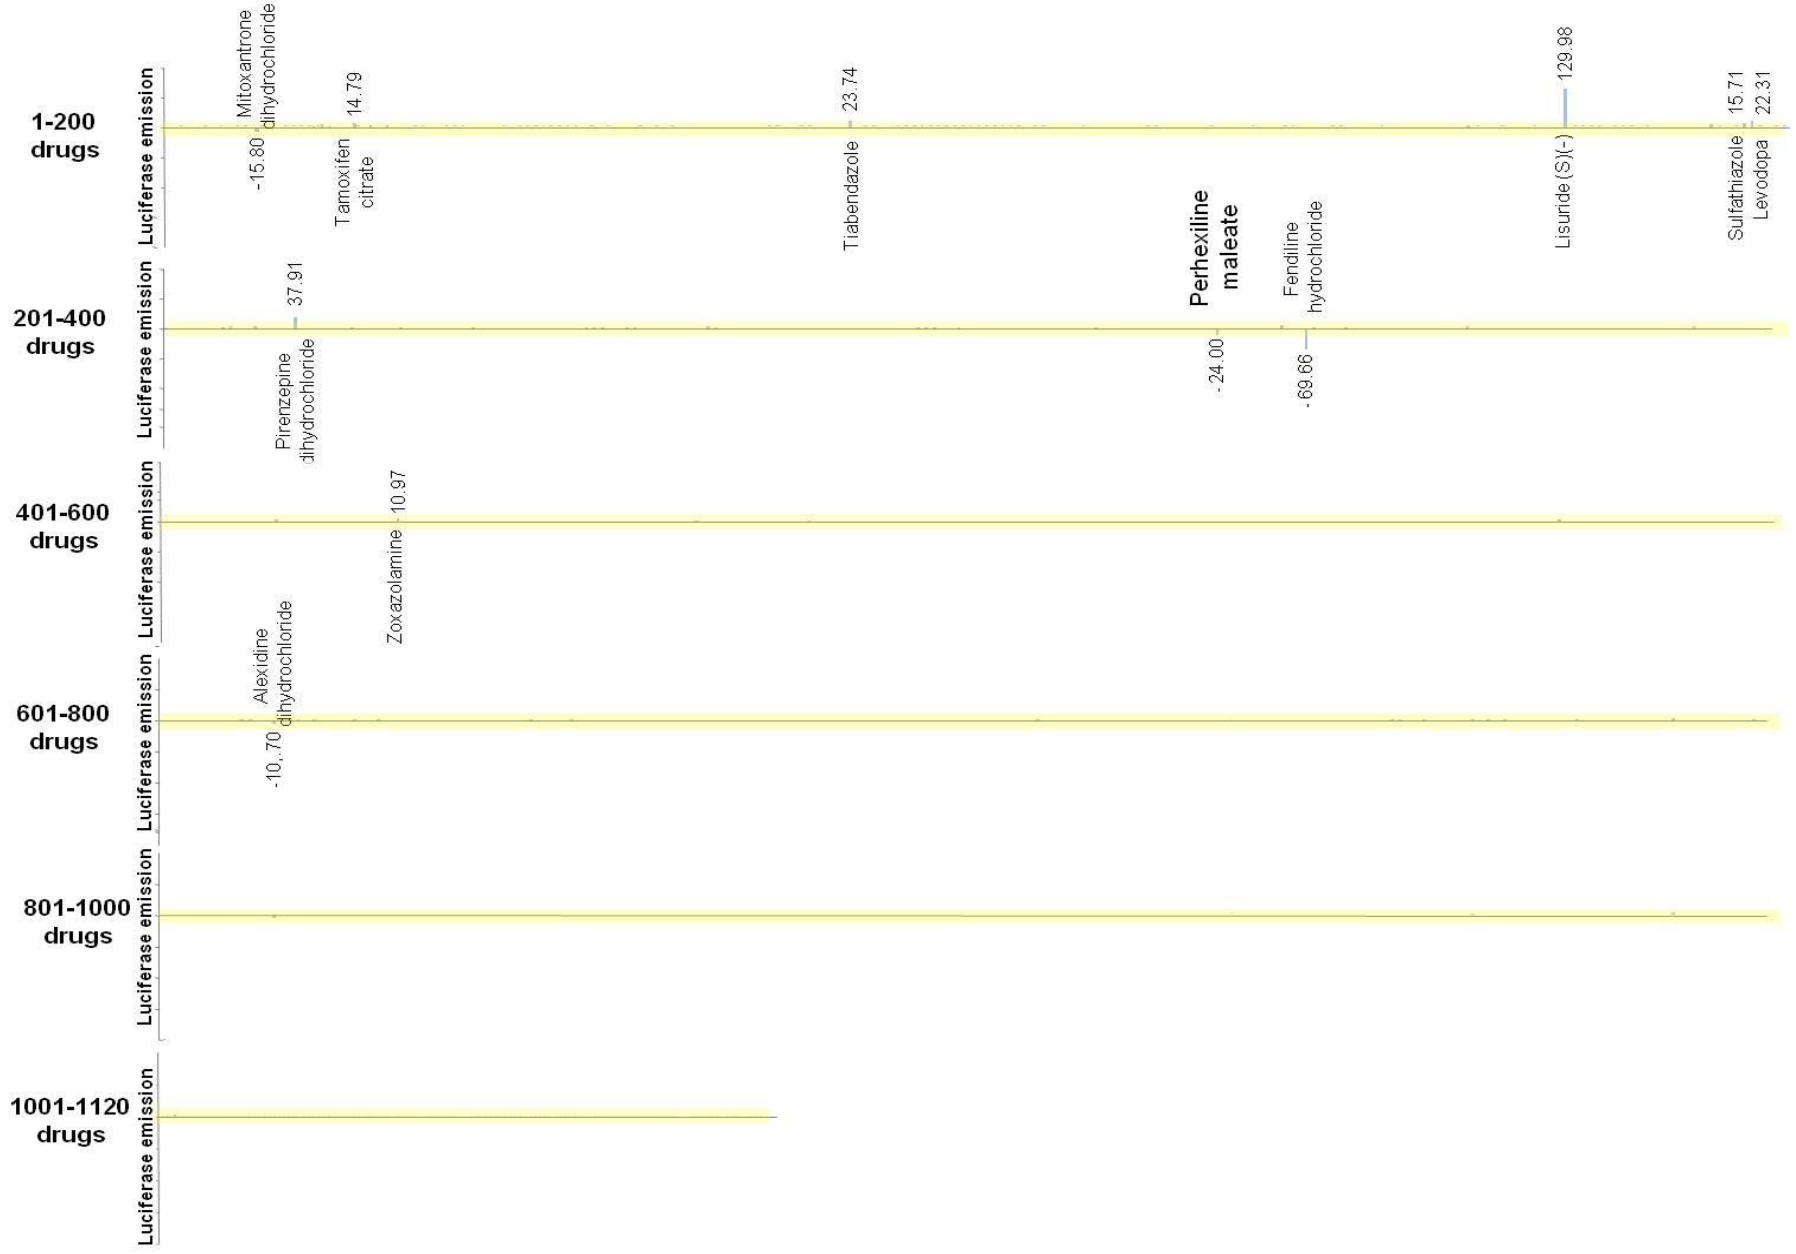 1-200
drugs
Luciferase emission
Mitoxantrone
dihydrochloride
-15.80
14.79
Tamoxifen
citrate
23.74
Tiabendazole
129.98
Lisuride (S)(-)
15.71
Sulfathiazole
22.31
Levodopa
201-400
drugs
Luciferase emission
37.91
Pirenzepine
dihydrochloride
Perhexiline
maleate
- 24.00
Fendiline
hydrochloride
- 69.66
401-600
drugs
Luciferase emission
10.97
Zoxazolamine
601-800
drugs
Luciferase emission
Alexidine
dihydrochloride
-10,.70
801-1000
drugs
Luciferase emission
1001-1120
drugs
Luciferase emission